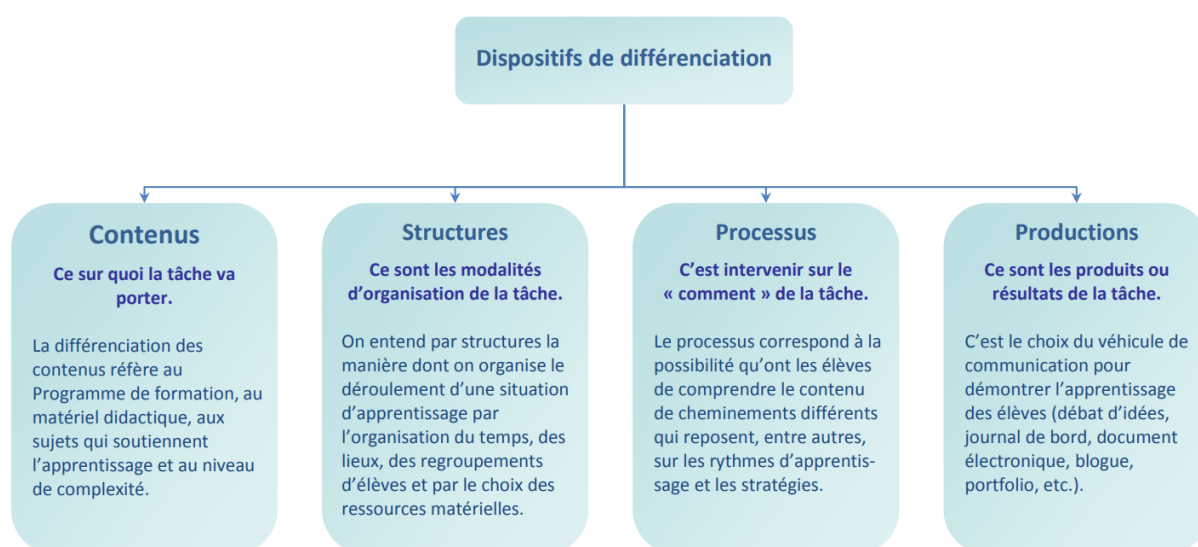 Dispositifs de différenciation
Contenus
Ce sur quoi la tâche va
porter.
La différenciation des
contenus réfère au
Programme de formation, au
matériel didactique, aux
sujets qui soutiennent
l’apprentissage et au niveau
de complexité.
Structures
Ce sont les modalités
d’organisation de la tâche.
On entend par structures la
manière dont on organise le
déroulement d’une situation
d’apprentissage par
l’organisation du temps, des
lieux, des regroupements
d’élèves et par le choix des
ressources matérielles.
Processus
C’est intervenir sur le
« comment » de la tâche.
Le processus correspond à la
possibilité qu’ont les élèves
de comprendre le contenu
de cheminements différents
qui reposent, entre autres,
sur les rythmes d’apprentis-
sage et les stratégies.
Productions
Ce sont les produits ou
résultats de la tâche.
C’est le choix du véhicule de
communication pour
démontrer l’apprentissage
des élèves (débat d’idées,
journal de bord, document
électronique, blogue,
portfolio, etc.).